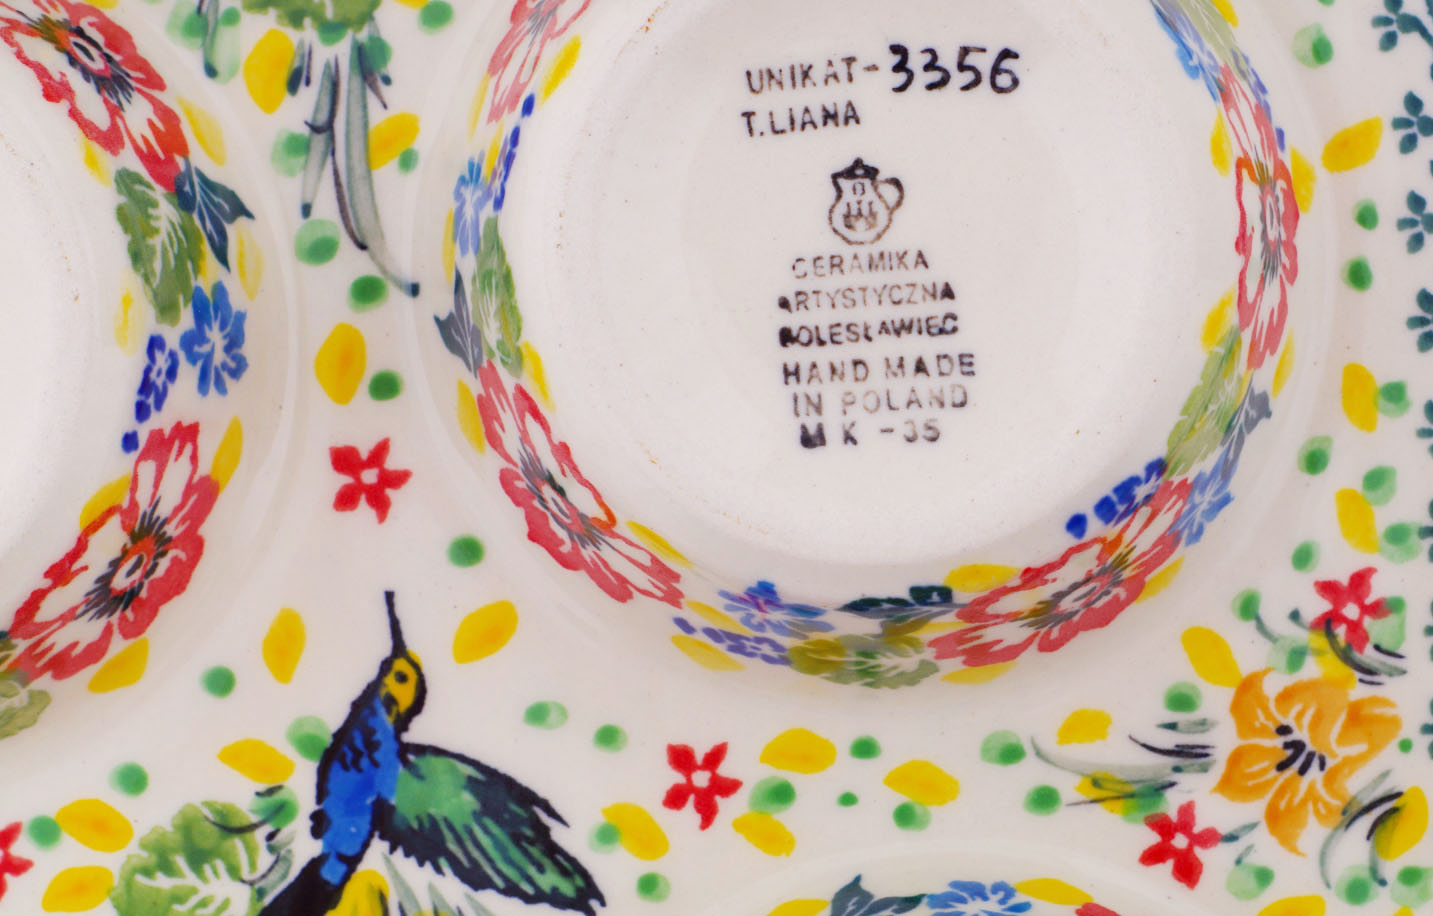 UNIKAT-3356
T.LIANA
B
CERAMIKA
ARTYSTYCZNA
BOLESŁAWIEC
HAND MADE
IN POLAND
MK-35